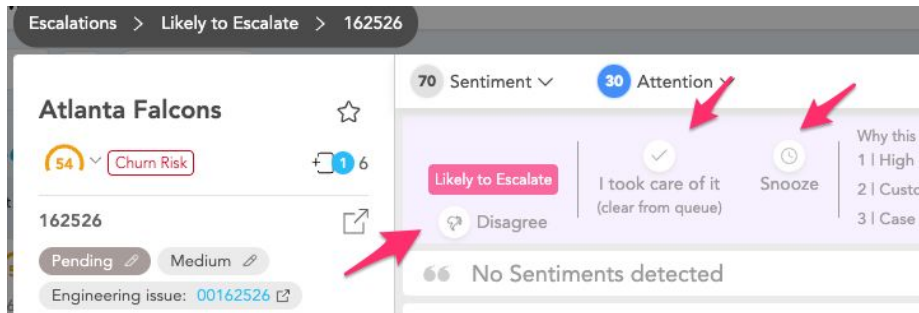 Escalations > Likely to Escalate > 162526
Atlanta Falcons
54 Churn Risk 1 6
162526
Pending Medium
Engineering issue: 00162526
70 Sentiment 30 Attention
Likely to Escalate
Disagree
I took care of it
(clear from queue)
Snooze
Why this
1 | High
2 | Custo
3 | Case
No Sentiments detected